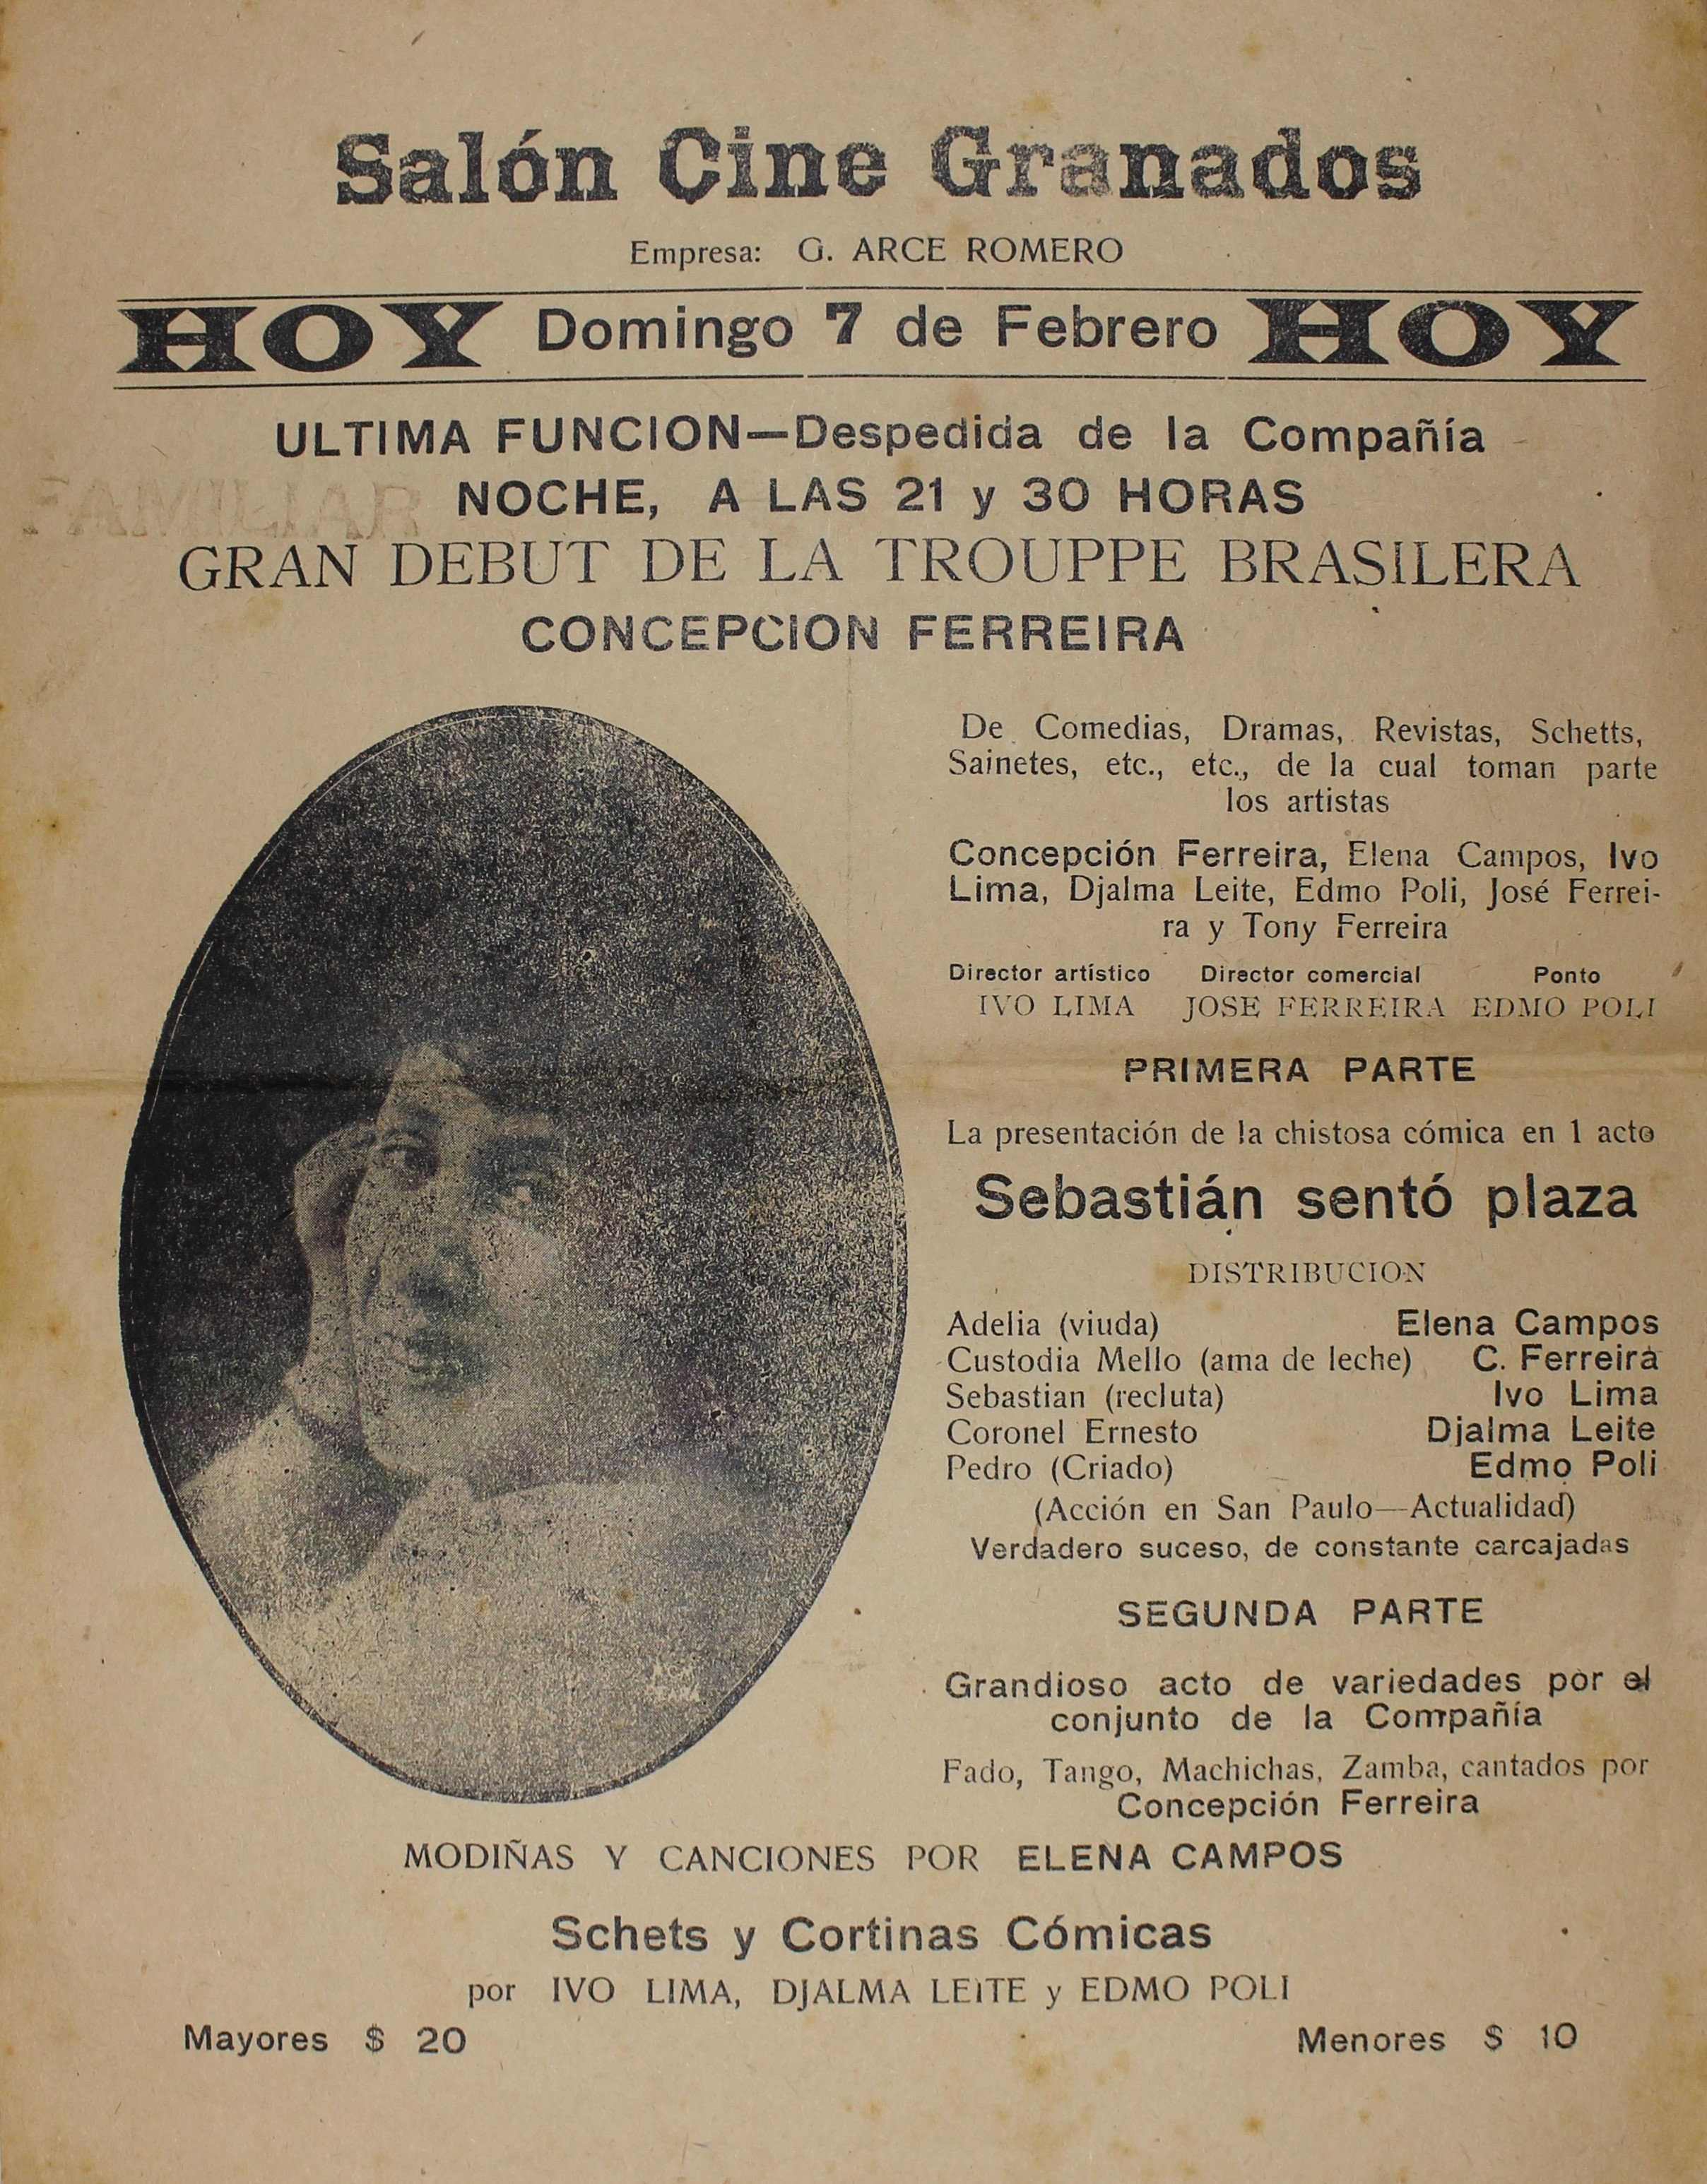 Salón Cine Granados
Empresa: G. ARCE ROMERO
HOY Domingo 7 de Febrero HOY
ULTIMA FUNCION—Despedida de la Compañía
NOCHE, A LAS 21 y 30 HORAS
GRAN DEBUT DE LA TROUPPE BRASILERA
CONCEPCION FERREIRA
De Comedias, Dramas, Revistas, Schetts,
Sainetes, etc., etc., de la cual toman parte
los artistas
Concepción Ferreira, Elena Campos, Ivo
Lima, Djalma Leite, Edmo Poli, José Ferrei-
ra y Tony Ferreira
Director artístico Director comercial Ponto
IVO LIMA JOSE FERREIRA EDMO POLI
PRIMERA PARTE
La presentación de la chistosa cómica en 1 acto
Sebastián sentó plaza
DISTRIBUCION
Adelia (viuda) Elena Campos
Custodia Mello (ama de leche) C. Ferreira
Sebastian (recluta) Ivo Lima
Coronel Ernesto Djalma Leite
Pedro (Criado) Edmo Poli
(Acción en San Paulo—Actualidad)
Verdadero suceso, de constante carcajadas
SEGUNDA PARTE
Grandioso acto de variedades por el
conjunto de la Compañía
Fado, Tango, Machichas, Zamba, cantados por
Concepción Ferreira
MODIÑAS Y CANCIONES POR ELENA CAMPOS
Schets y Cortinas Cómicas
por IVO LIMA, DJALMA LEITE y EDMO POLI
Mayores $ 20 Menores $ 10